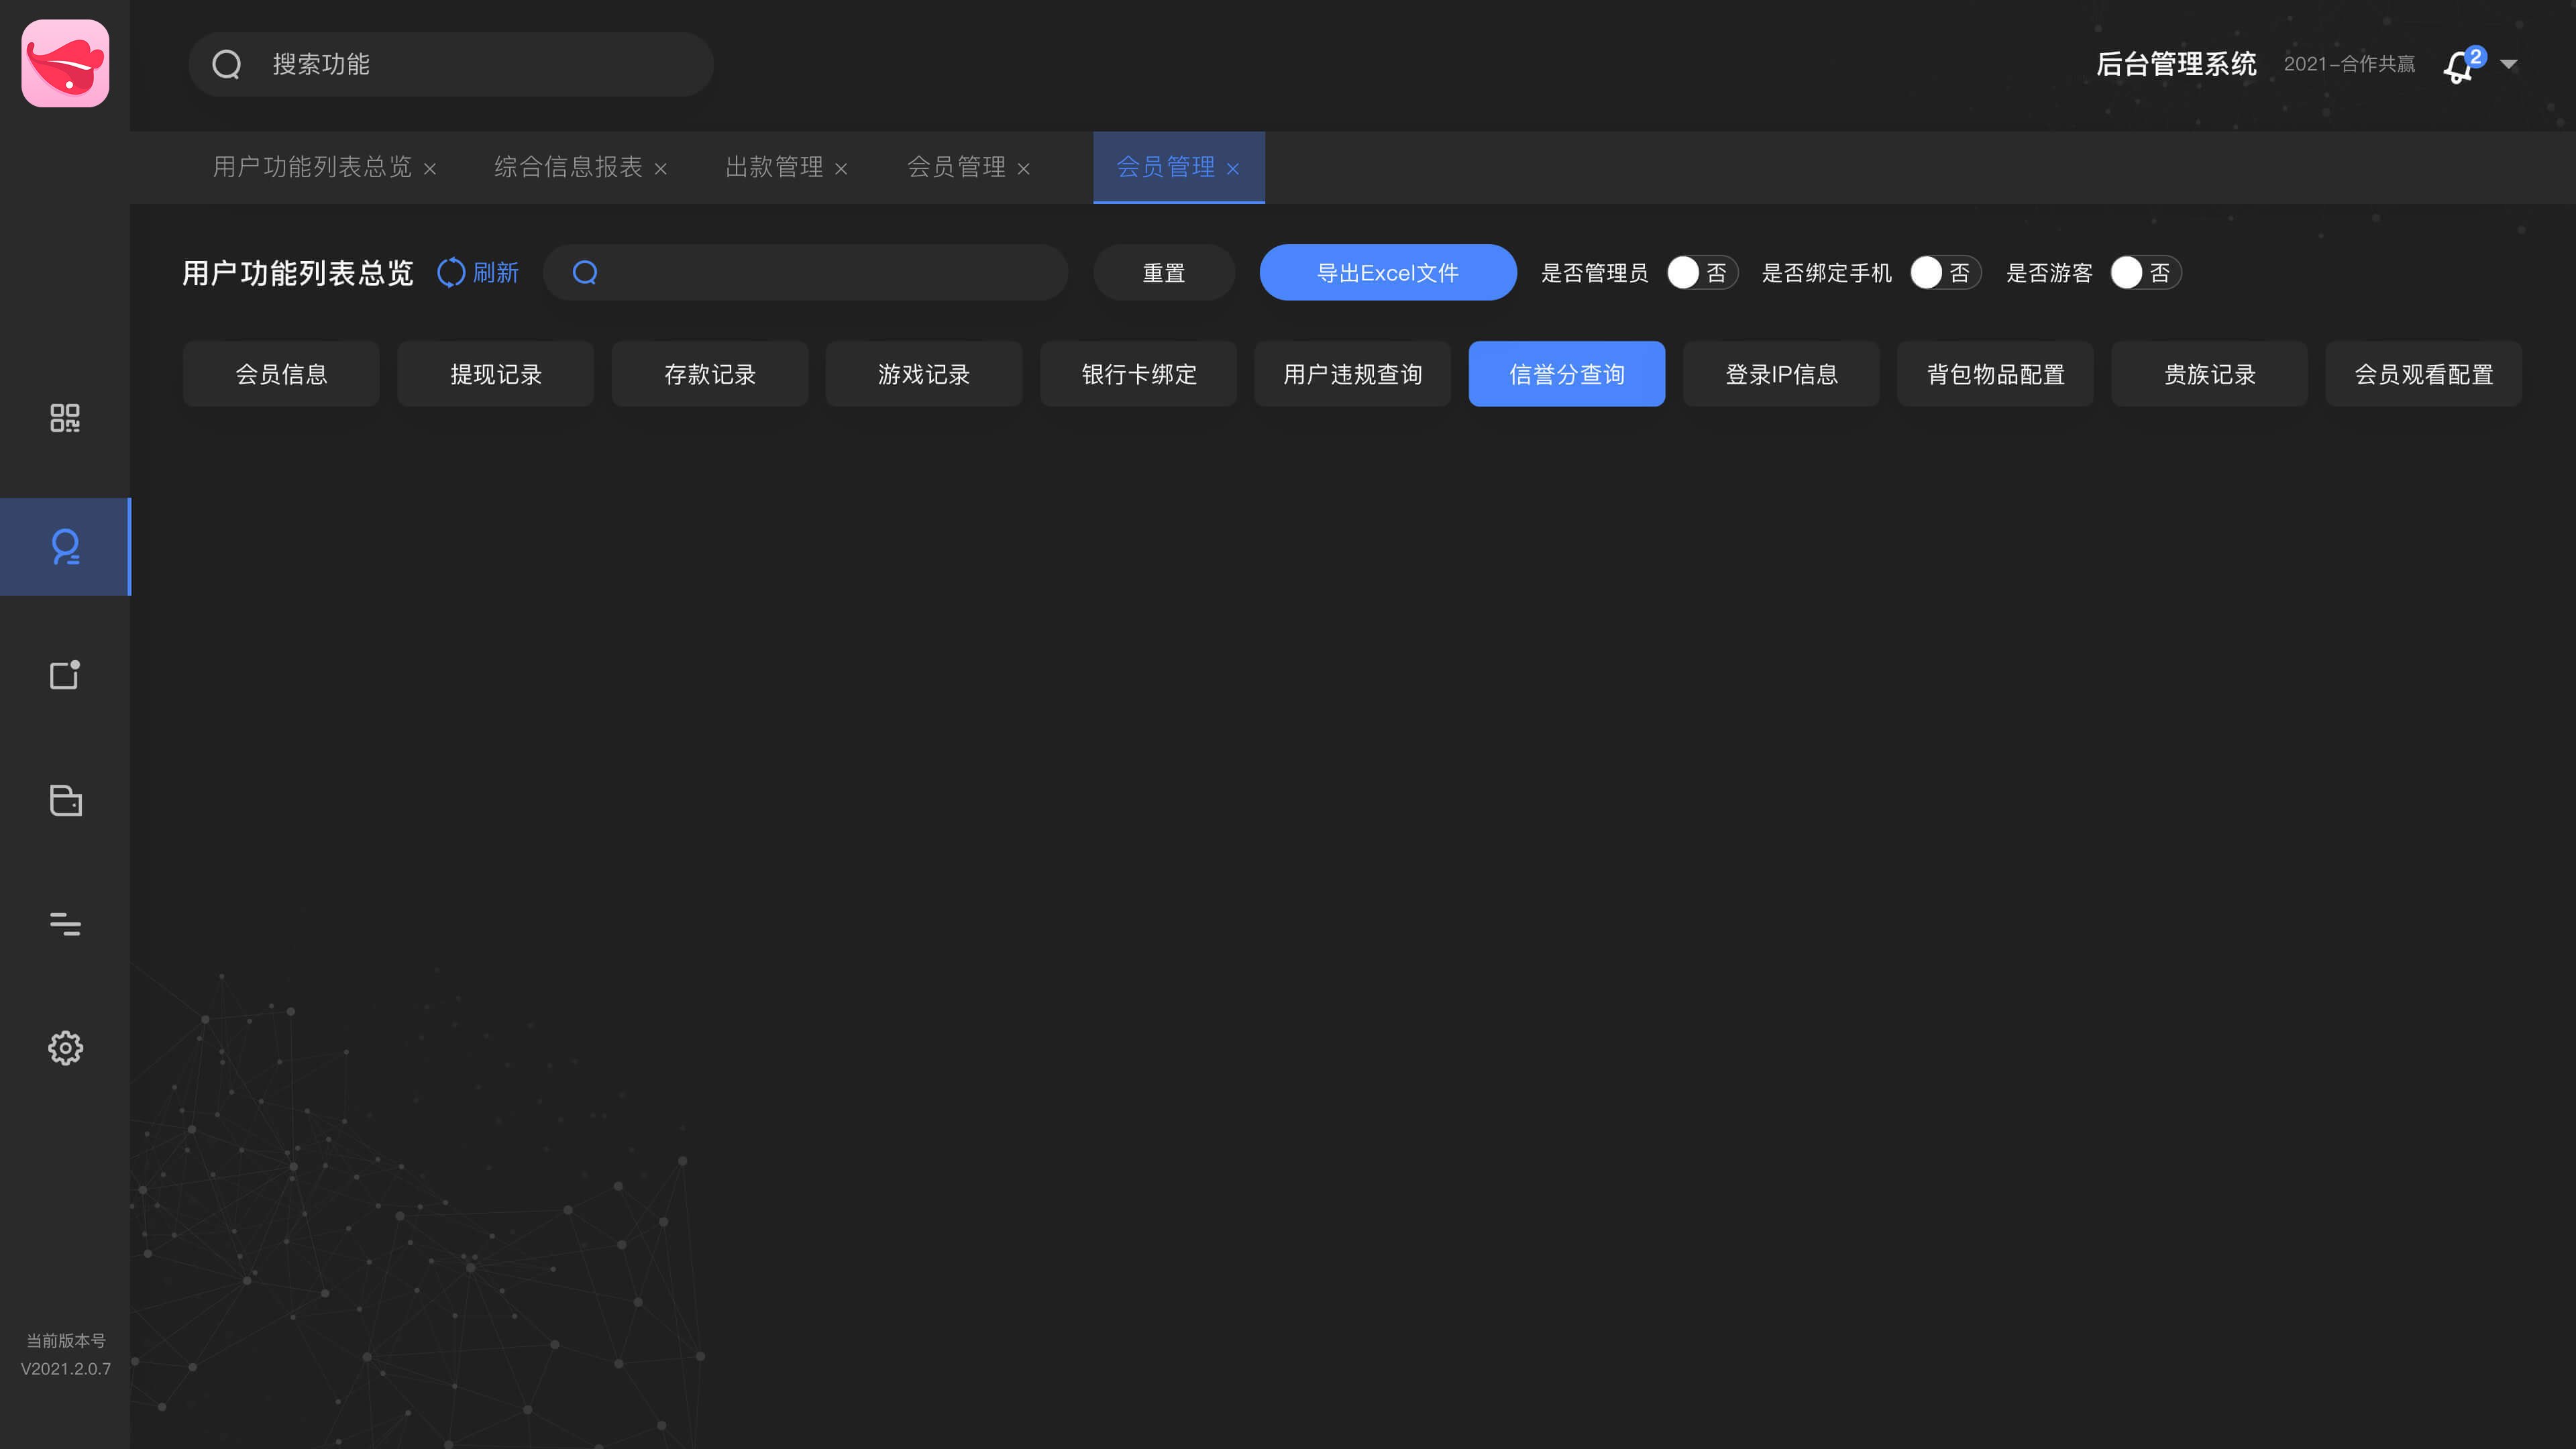 搜索功能
后台管理系统 2021-合作共赢 2
用户功能列表总览 × 综合信息报表 × 出款管理 × 会员管理 × 会员管理 ×
用户功能列表总览 刷新 重置 导出Excel文件 是否管理员 否 是否绑定手机 否 是否游客 否
会员信息 提现记录 存款记录 游戏记录 银行卡绑定 用户违规查询 信誉分查询 登录IP信息 背包物品配置 贵族记录 会员观看配置
当前版本号
V2021.2.0.7